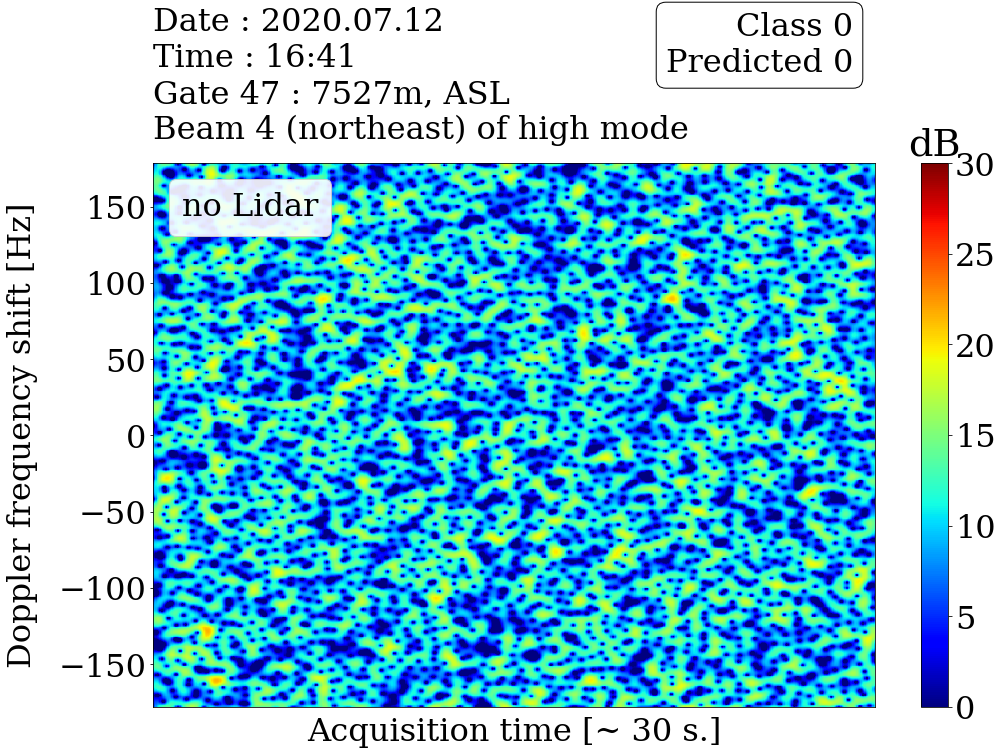 Date : 2020.07.12
Time : 16:41
Gate 47 : 7527m, ASL
Beam 4 (northeast) of high mode
Class 0
Predicted 0
dB
no Lidar
Doppler frequency shift [Hz]
150
100
50
0
−50
−100
−150
Acquisition time [~ 30 s.]
30
25
20
15
10
5
0